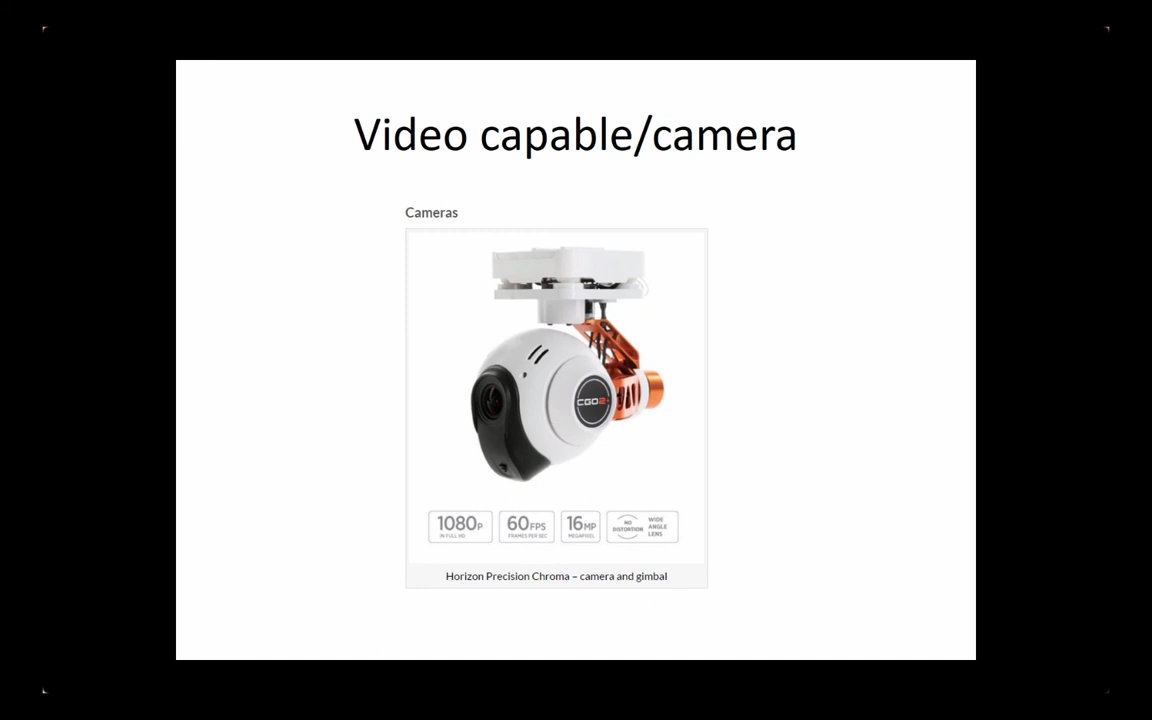 Video capable/camera
Cameras
CGO2+
1080P
IN FULL HD
60FPS
FRAMES PER SEC
16MP
MEGAPIXEL
NO
DISTORTION
WIDE
ANGLE
LENS
Horizon Precision Chroma – camera and gimbal